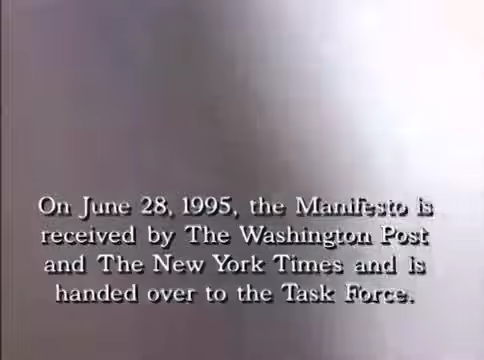 On June 28, 1995, the Manifesto is
received by The Washington Post
and The New York Times and is
handed over to the Task Force.